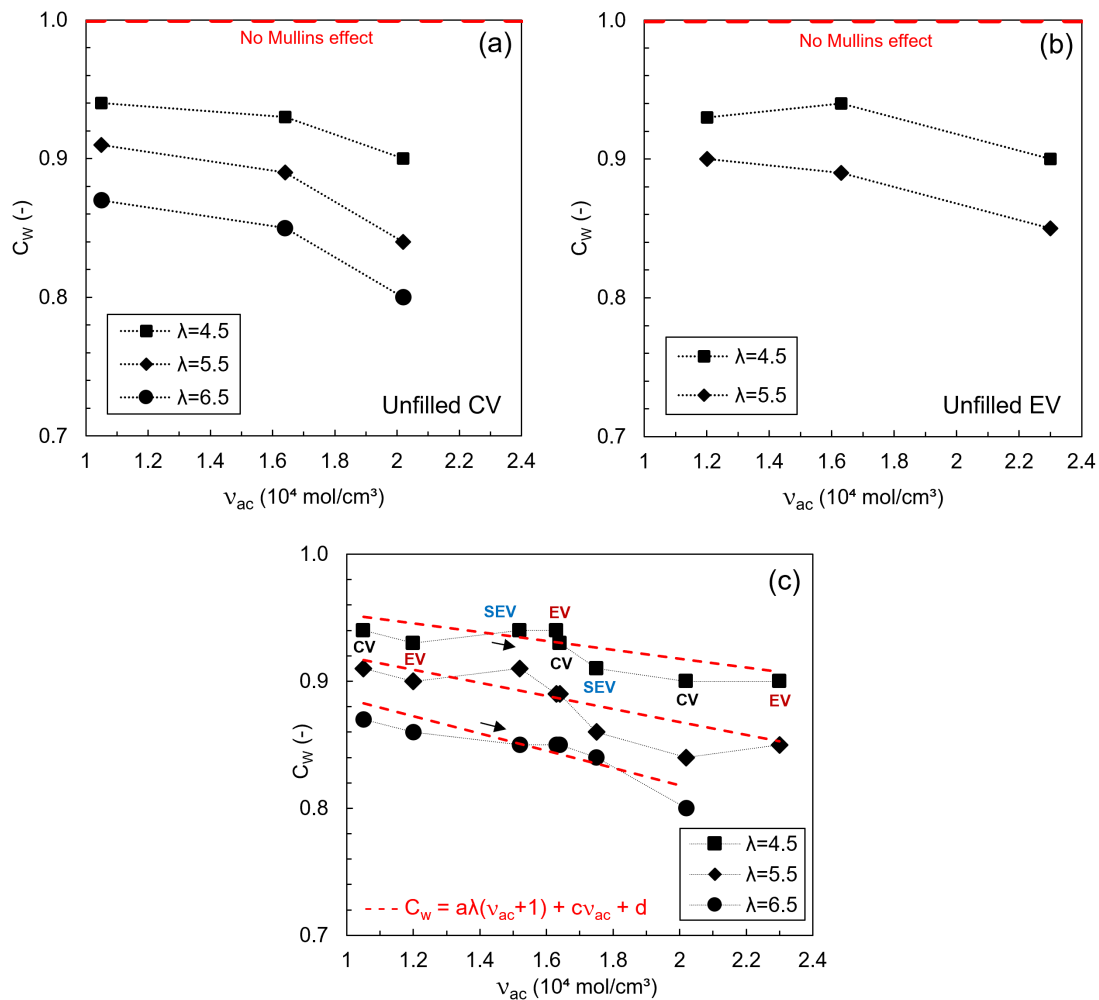 No Mullins effect
(a)
1.0
0.9
0.8
0.7
C_W (-)
λ=4.5
λ=5.5
λ=6.5
Unfilled CV
1 1.2 1.4 1.6 1.8 2 2.2 2.4
ν_ac (10⁴ mol/cm³)
No Mullins effect
(b)
1.0
0.9
0.8
0.7
C_W (-)
λ=4.5
λ=5.5
Unfilled EV
1 1.2 1.4 1.6 1.8 2 2.2 2.4
ν_ac (10⁴ mol/cm³)
(c)
1.0
0.9
0.8
0.7
C_W (-)
SEV
EV
CV
EV
CV
SEV
CV
EV
λ=4.5
λ=5.5
λ=6.5
C_w = aλ(ν_ac+1) + cν_ac + d
1 1.2 1.4 1.6 1.8 2 2.2 2.4
ν_ac (10⁴ mol/cm³)